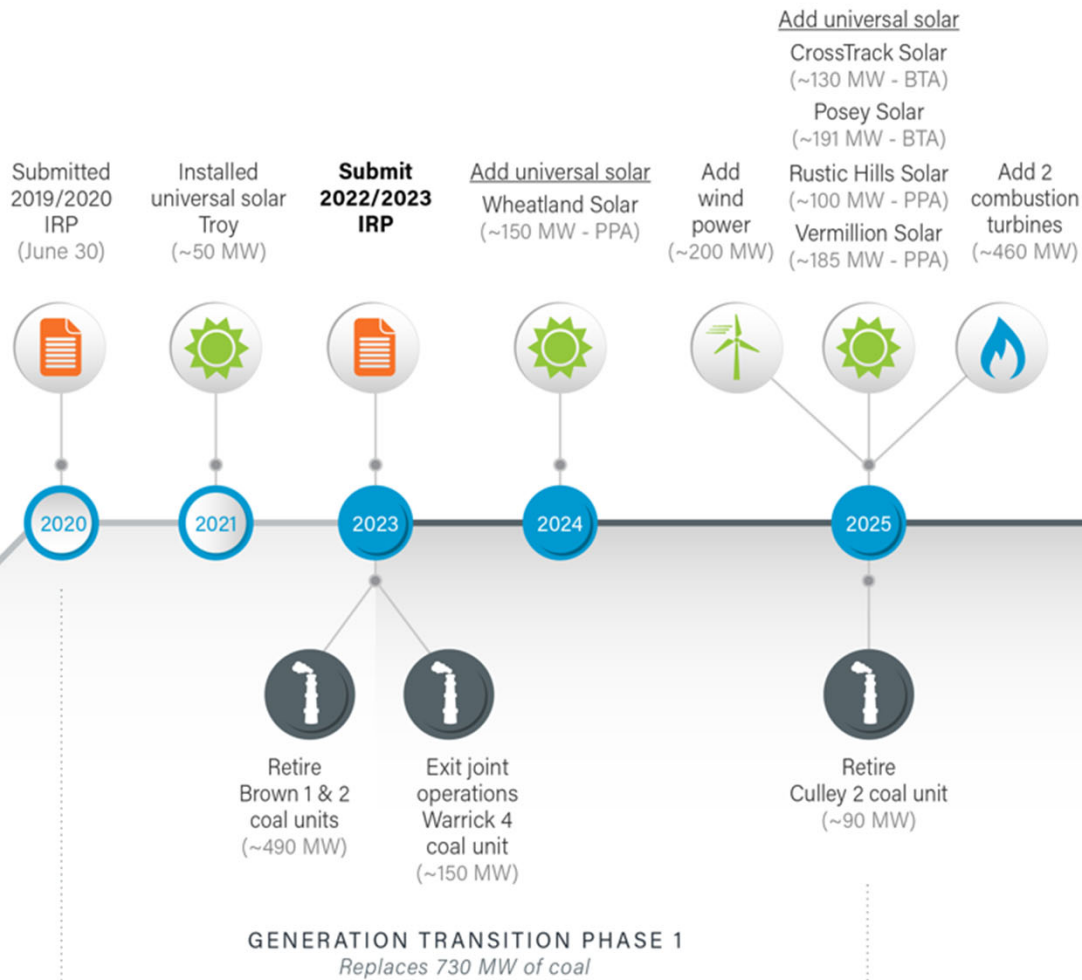 Submitted
2019/2020
IRP
(June 30)
Installed
universal solar
Troy
(~50 MW)
Submit
2022/2023
IRP
Add universal solar
Wheatland Solar
(~150 MW - PPA)
Add
wind
power
(~200 MW)
Add universal solar
CrossTrack Solar
(~130 MW - BTA)
Posey Solar
(~191 MW - BTA)
Rustic Hills Solar
(~100 MW - PPA)
Vermillion Solar
(~185 MW - PPA)
Add 2
combustion
turbines
(~460 MW)
2020
2021
2023
2024
2025
Retire
Brown 1 & 2
coal units
(~490 MW)
Exit joint
operations
Warrick 4
coal unit
(~150 MW)
Retire
Culley 2 coal unit
(~90 MW)
GENERATION TRANSITION PHASE 1
Replaces 730 MW of coal